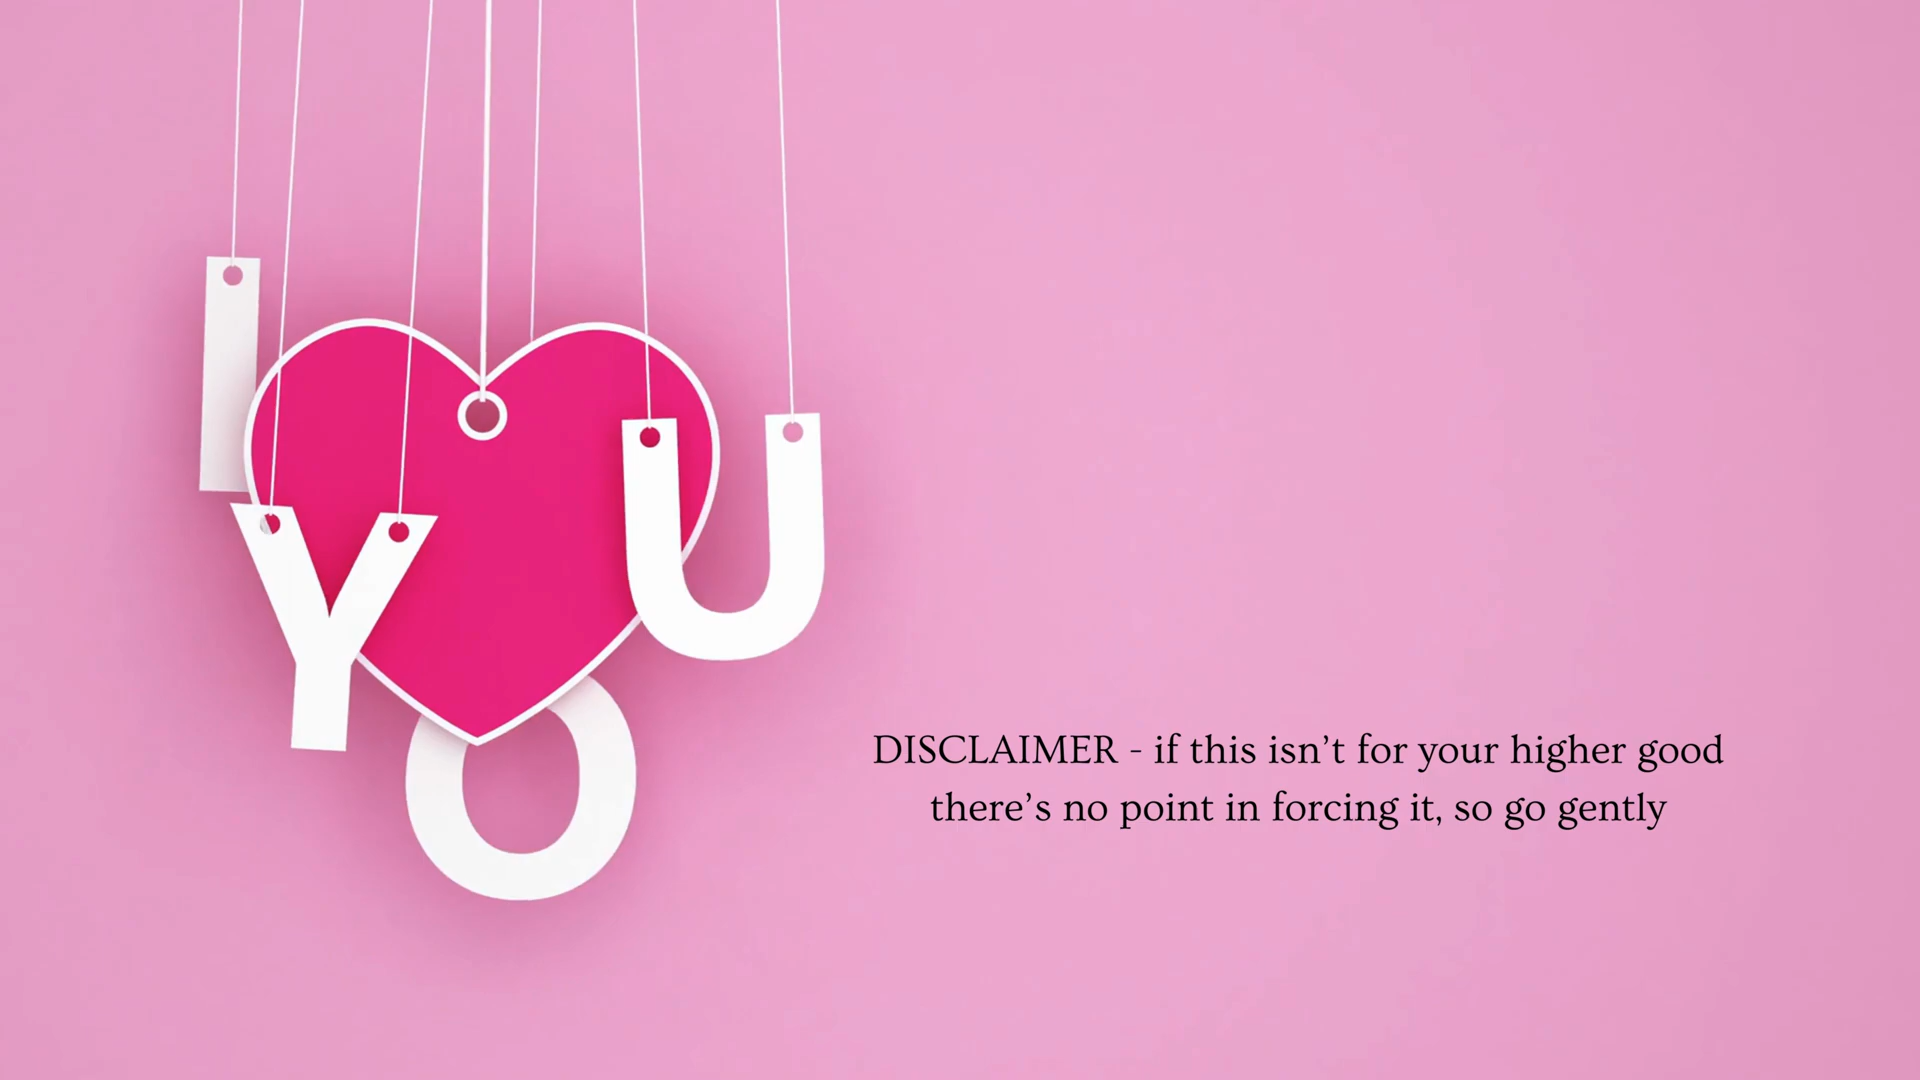 I
YOU
DISCLAIMER - if this isn’t for your higher good
there’s no point in forcing it, so go gently